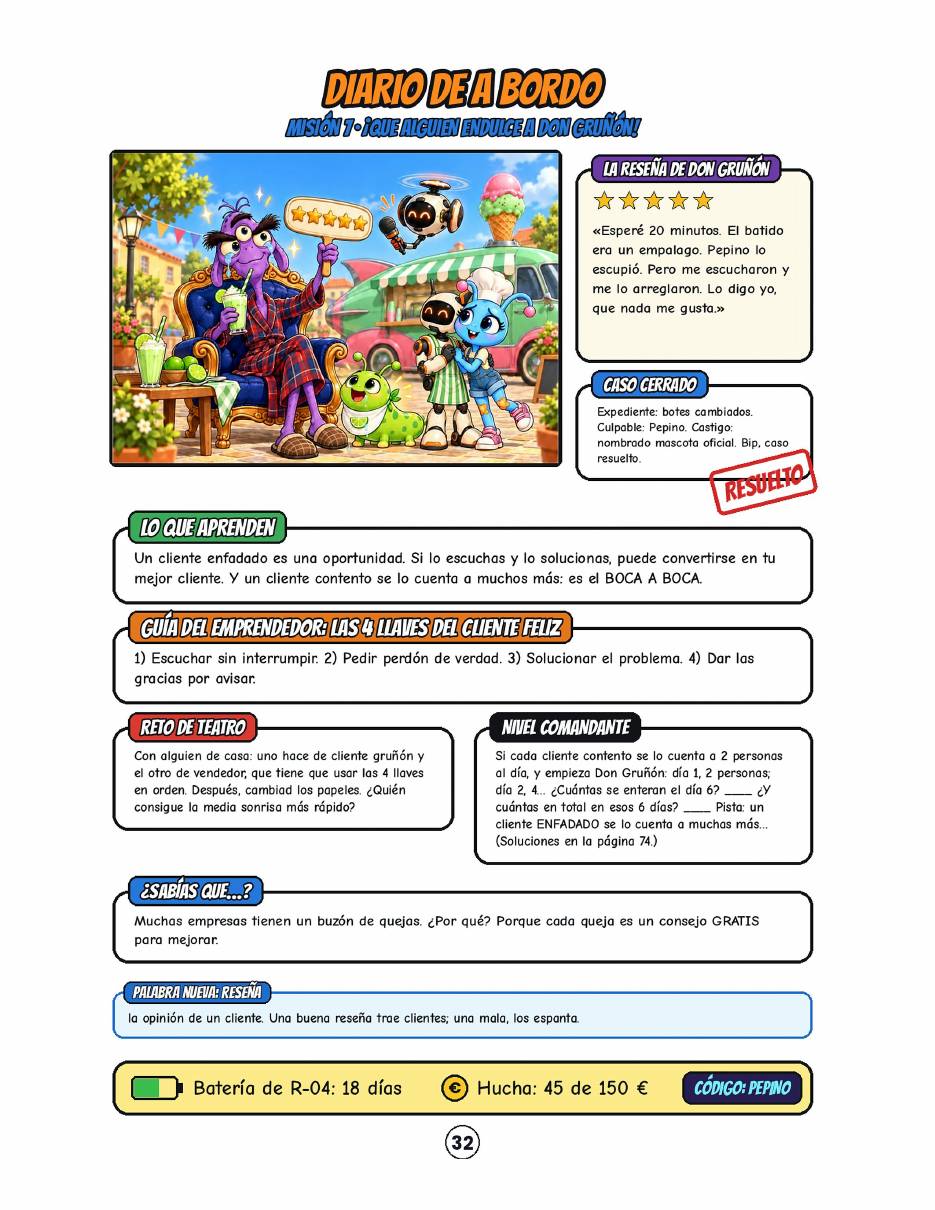 DIARIO DE A BORDO
MISIÓN 7 • ¡QUE ALGUIEN ENDULCE A DON GRUÑÓN!
LA RESEÑA DE DON GRUÑÓN
«Esperé 20 minutos. El batido
era un empalago. Pepino lo
escupió. Pero me escucharon y
me lo arreglaron. Lo digo yo,
que nada me gusta.»
CASO CERRADO
Expediente: botes cambiados.
Culpable: Pepino. Castigo:
nombrado mascota oficial. Bip, caso
resuelto.
RESUELTO
LO QUE APRENDEN
Un cliente enfadado es una oportunidad. Si lo escuchas y lo solucionas, puede convertirse en tu
mejor cliente. Y un cliente contento se lo cuenta a muchos más: es el BOCA A BOCA.
GUÍA DEL EMPRENDEDOR: LAS 4 LLAVES DEL CLIENTE FELIZ
1) Escuchar sin interrumpir. 2) Pedir perdón de verdad. 3) Solucionar el problema. 4) Dar las
gracias por avisar.
RETO DE TEATRO
Con alguien de casa: uno hace de cliente gruñón y
el otro de vendedor, que tiene que usar las 4 llaves
en orden. Después, cambiad los papeles. ¿Quién
consigue la media sonrisa más rápido?
NIVEL COMANDANTE
Si cada cliente contento se lo cuenta a 2 personas
al día, y empieza Don Gruñón: día 1, 2 personas;
día 2, 4... ¿Cuántas se enteran el día 6? ____ ¿Y
cuántas en total en esos 6 días? ____ Pista: un
cliente ENFADADO se lo cuenta a muchas más...
(Soluciones en la página 74.)
¿SABÍAS QUE...?
Muchas empresas tienen un buzón de quejas. ¿Por qué? Porque cada queja es un consejo GRATIS
para mejorar.
PALABRA NUEVA: RESEÑA
la opinión de un cliente. Una buena reseña trae clientes; una mala, los espanta.
Batería de R-04: 18 días
€ Hucha: 45 de 150 €
CÓDIGO: PEPINO
32